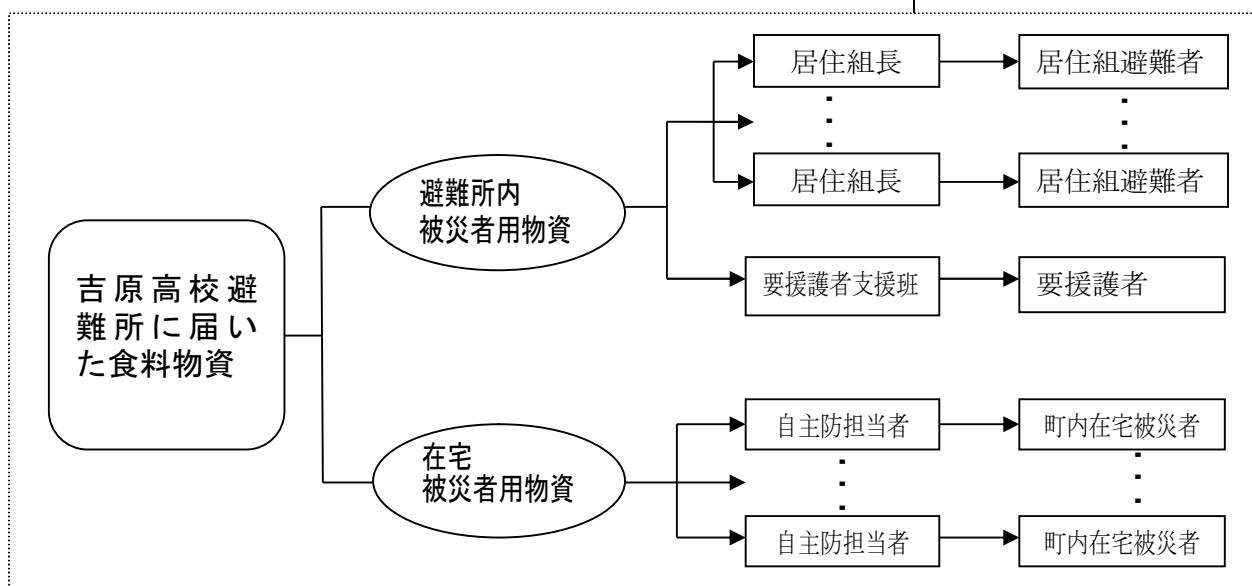 吉原高校避
難所に届い
た食料物資
避難所内
被災者用物資
居住組長
居住組避難者
居住組長
居住組避難者
要援護者支援班
要援護者
在宅
被災者用物資
自主防担当者
町内在宅被災者
自主防担当者
町内在宅被災者